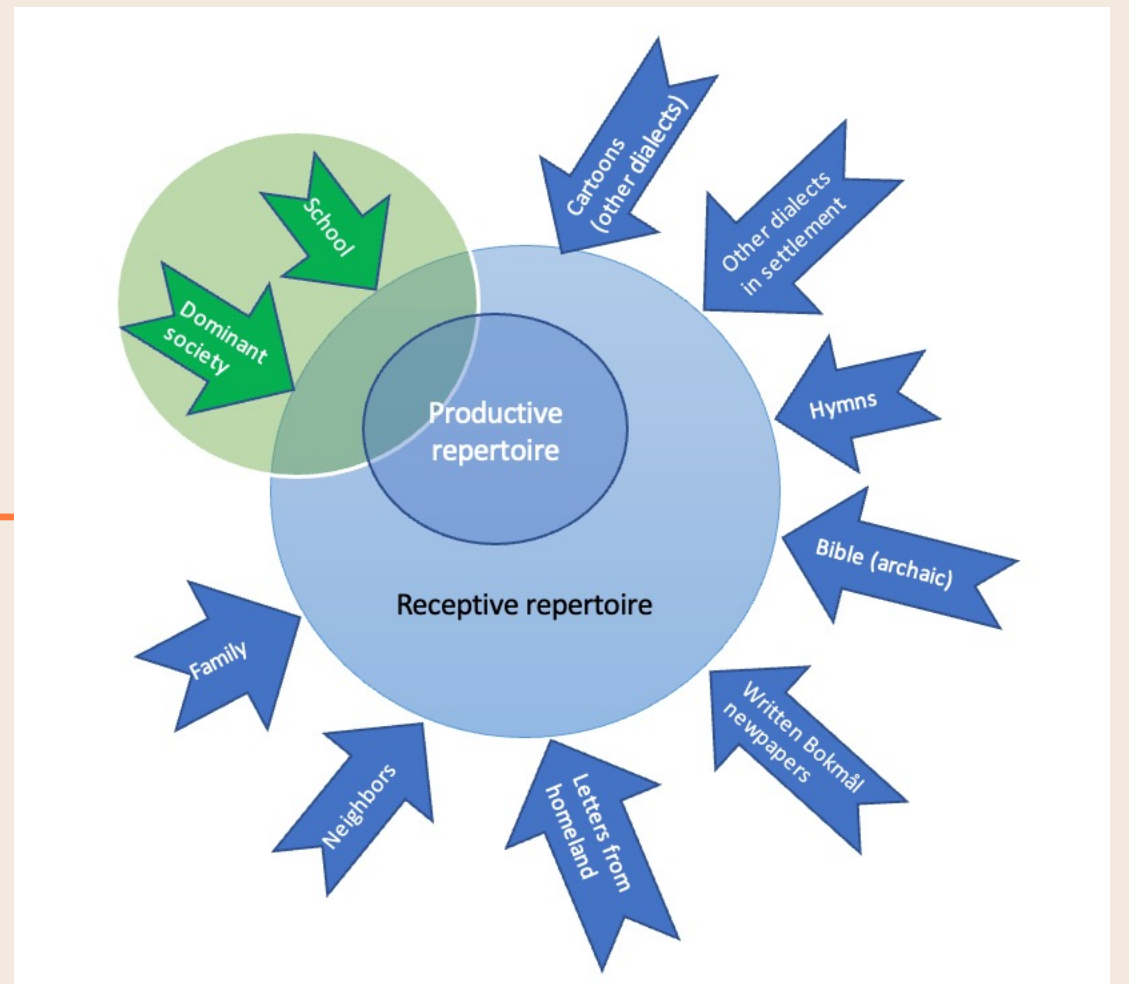 Cartoons
(other dialects)
Other dialects
in settlement
School
Dominant
society
Hymns
Productive
repertoire
Bible (archaic)
Receptive repertoire
Family
Written Bokmål
newpapers
Neighbors
Letters from
homeland